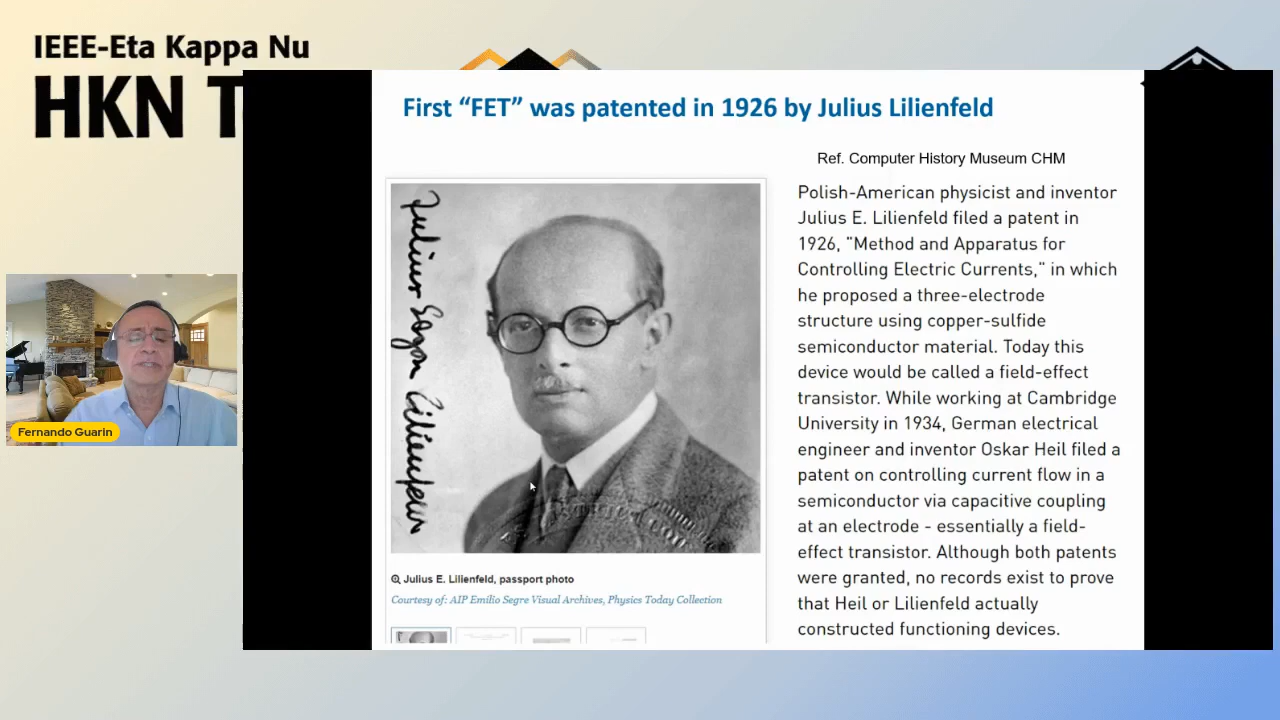 IEEE-Eta Kappa Nu
HKN T
First “FET” was patented in 1926 by Julius Lilienfeld
Ref. Computer History Museum CHM
Julius Edgar Lilienfeld
Polish-American physicist and inventor
Julius E. Lilienfeld filed a patent in
1926, "Method and Apparatus for
Controlling Electric Currents," in which
he proposed a three-electrode
structure using copper-sulfide
semiconductor material. Today this
device would be called a field-effect
transistor. While working at Cambridge
University in 1934, German electrical
engineer and inventor Oskar Heil filed a
patent on controlling current flow in a
semiconductor via capacitive coupling
at an electrode - essentially a field-
effect transistor. Although both patents
were granted, no records exist to prove
that Heil or Lilienfeld actually
constructed functioning devices.
Julius E. Lilienfeld, passport photo
Courtesy of: AIP Emilio Segre Visual Archives, Physics Today Collection
Fernando Guarin